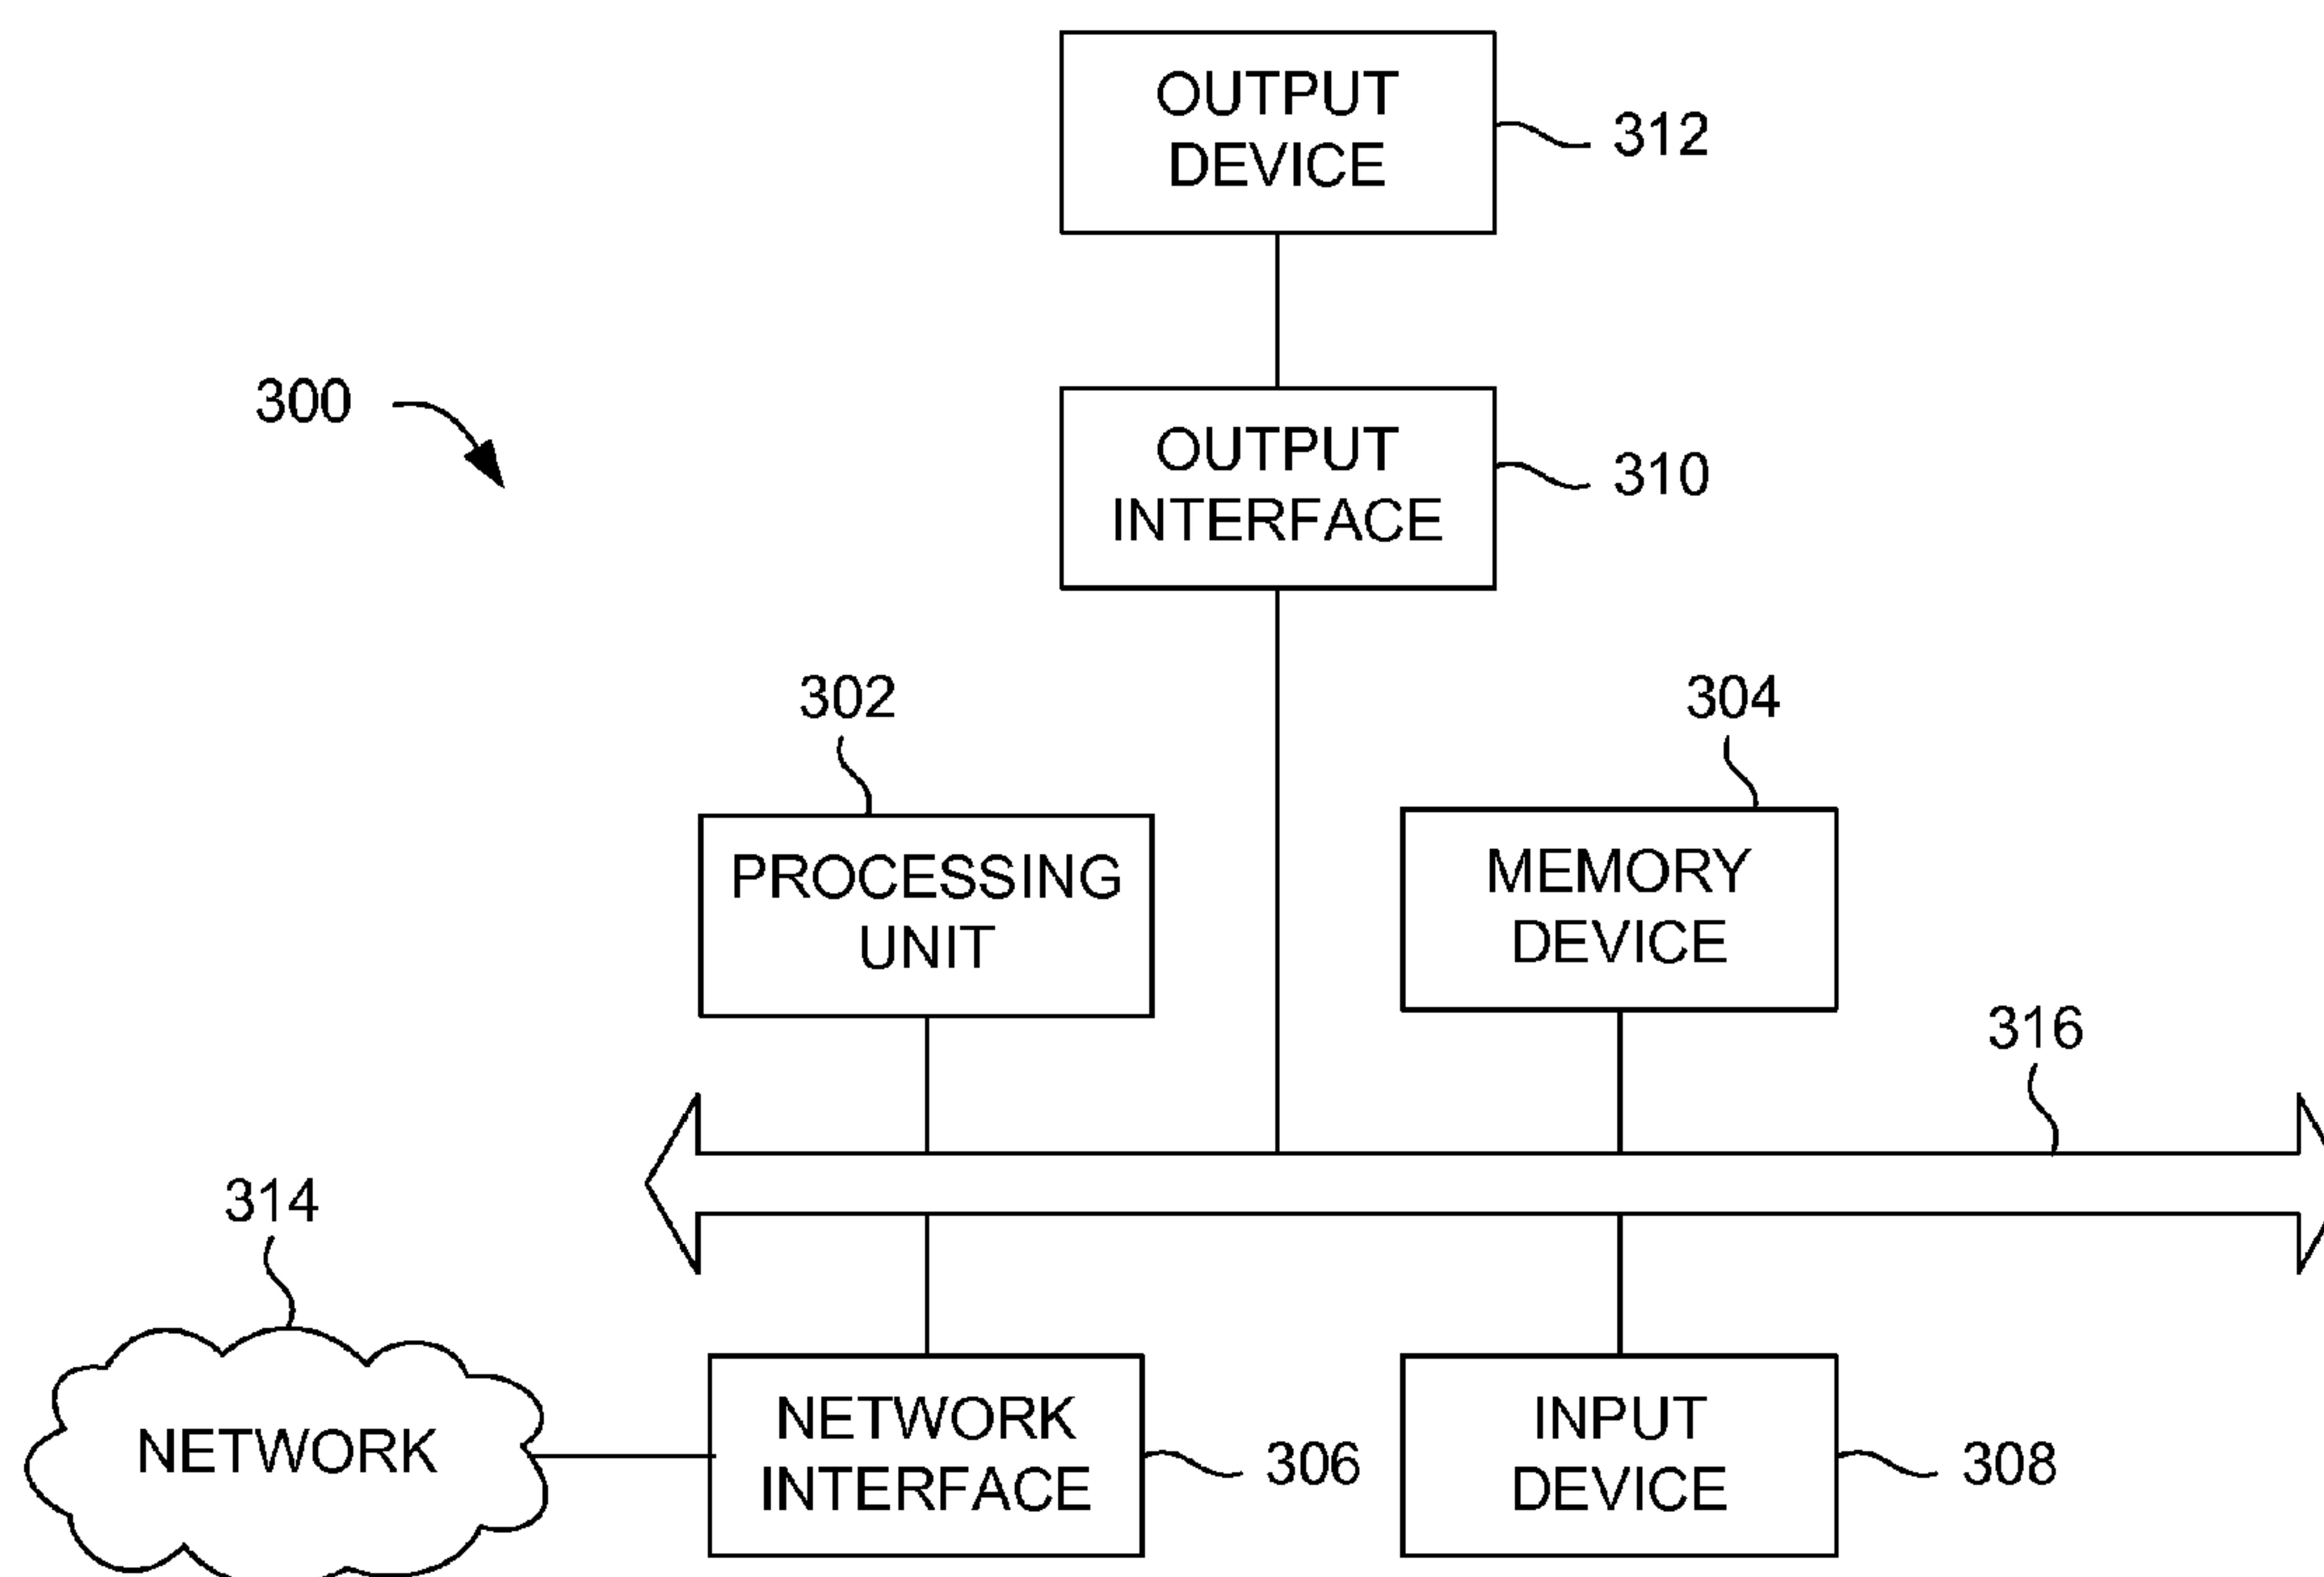 OUTPUT
DEVICE
312
300
OUTPUT
INTERFACE
310
302
304
PROCESSING
UNIT
MEMORY
DEVICE
316
314
NETWORK
NETWORK
INTERFACE
306
INPUT
DEVICE
308